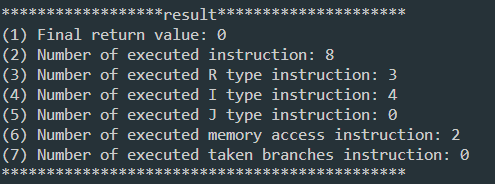 ******************result*********************
(1) Final return value: 0
(2) Number of executed instruction: 8
(3) Number of executed R type instruction: 3
(4) Number of executed I type instruction: 4
(5) Number of executed J type instruction: 0
(6) Number of executed memory access instruction: 2
(7) Number of executed taken branches instruction: 0
*********************************************